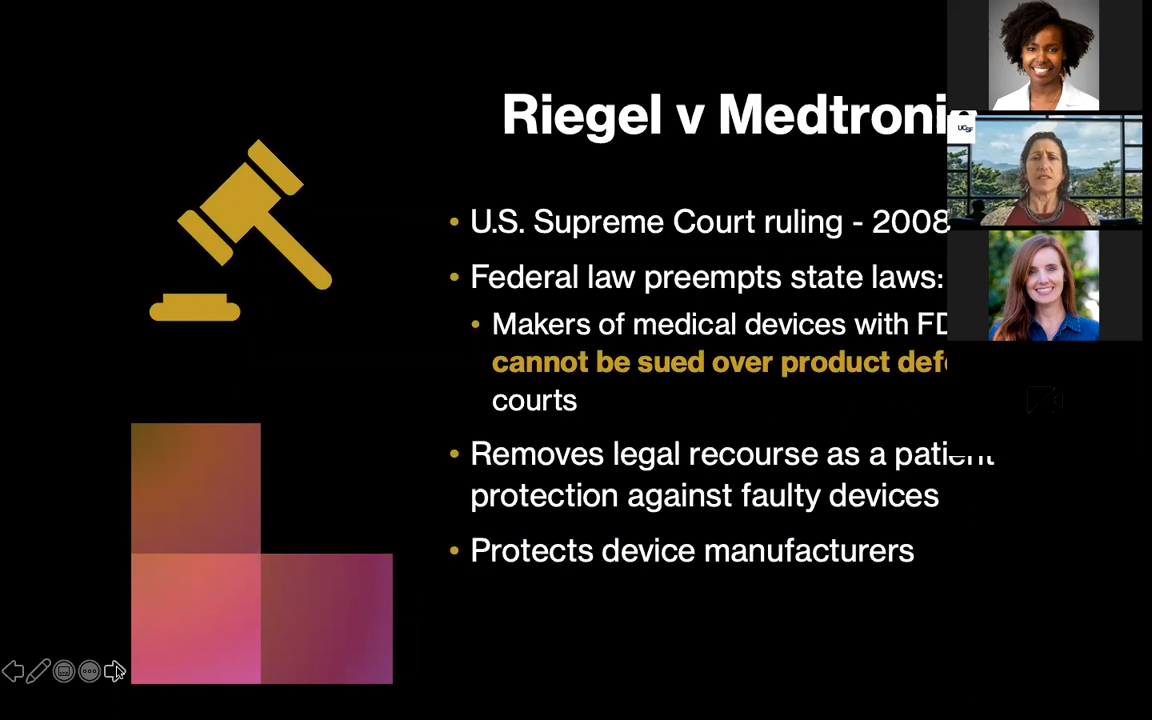 Riegel v Medtroni
UCSF
U.S. Supreme Court ruling - 2008
Federal law preempts state laws:
Makers of medical devices with FD
cannot be sued over product def
courts
Removes legal recourse as a patient
protection against faulty devices
Protects device manufacturers